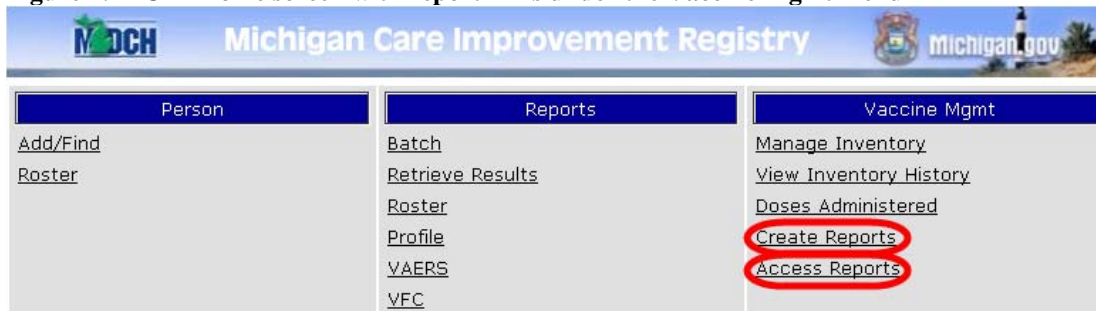 MDCH Michigan Care Improvement Registry Michigan.gov
Person Reports Vaccine Mgmt
Add/Find Batch Manage Inventory
Roster Retrieve Results View Inventory History
Roster Doses Administered
Profile Create Reports
VAERS Access Reports
VFC